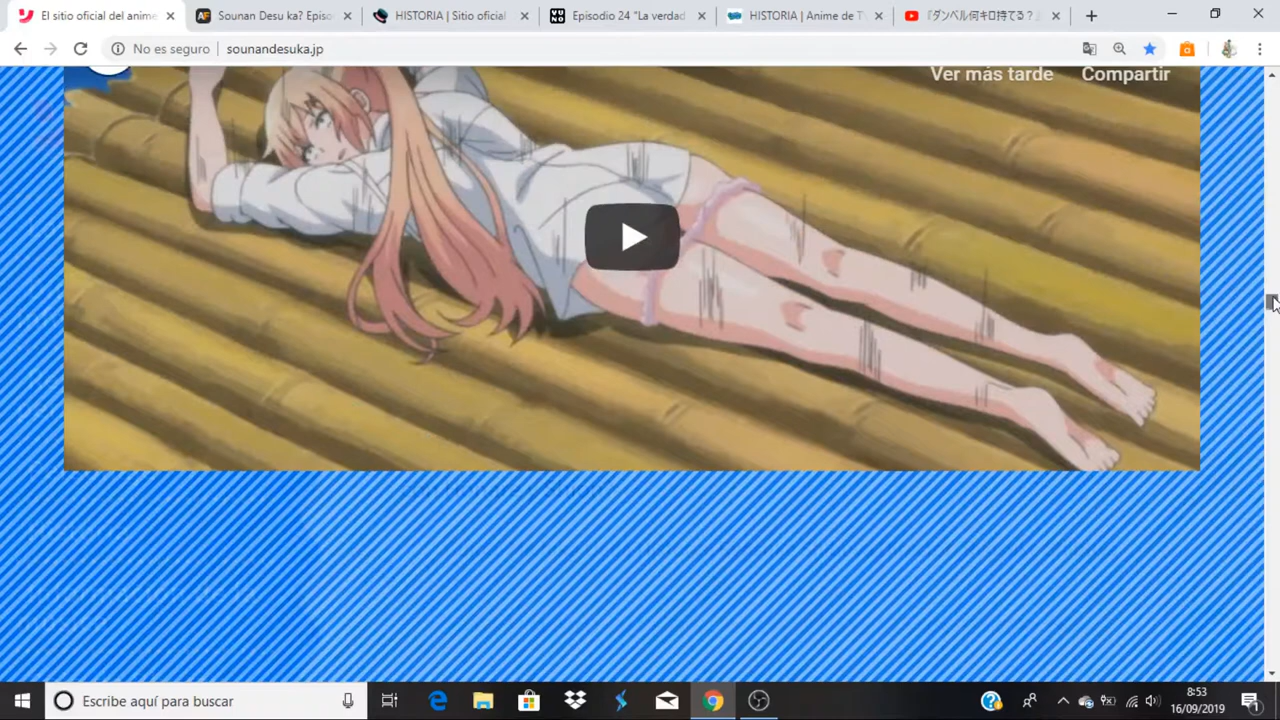 El sitio oficial del anime
Sounan Desu ka? Episo
HISTORIA | Sitio oficial
Episodio 24 "La verdad
HISTORIA | Anime de T
『ダンベル何キロ持てる？』
No es seguro
sounandesuka.jp
Ver más tarde
Compartir
Escribe aquí para buscar
8:53
16/09/2019